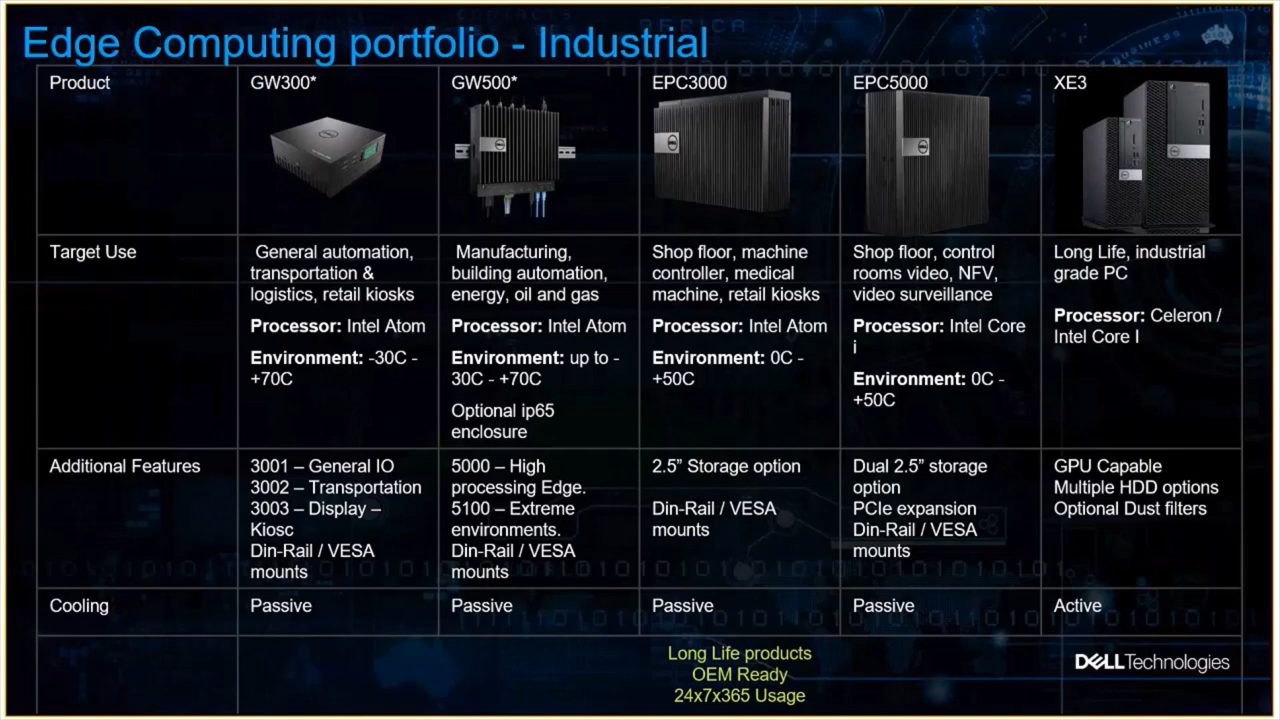 Edge Computing portfolio - Industrial
Product
GW300*
GW500*
EPC3000
EPC5000
XE3
Target Use
General automation,
transportation &
logistics, retail kiosks
Processor: Intel Atom
Environment: -30C -
+70C
Manufacturing,
building automation,
energy, oil and gas
Processor: Intel Atom
Environment: up to -
30C - +70C
Optional ip65
enclosure
Shop floor, machine
controller, medical
machine, retail kiosks
Processor: Intel Atom
Environment: 0C -
+50C
Shop floor, control
rooms video, NFV,
video surveillance
Processor: Intel Core
i
Environment: 0C -
+50C
Long Life, industrial
grade PC
Processor: Celeron /
Intel Core I
Additional Features
3001 – General IO
3002 – Transportation
3003 – Display –
Kiosc
Din-Rail / VESA
mounts
5000 – High
processing Edge.
5100 – Extreme
environments.
Din-Rail / VESA
mounts
2.5” Storage option
Din-Rail / VESA
mounts
Dual 2.5” storage
option
PCIe expansion
Din-Rail / VESA
mounts
GPU Capable
Multiple HDD options
Optional Dust filters
Cooling
Passive
Passive
Passive
Passive
Active
Long Life products
OEM Ready
24x7x365 Usage
DELLTechnologies